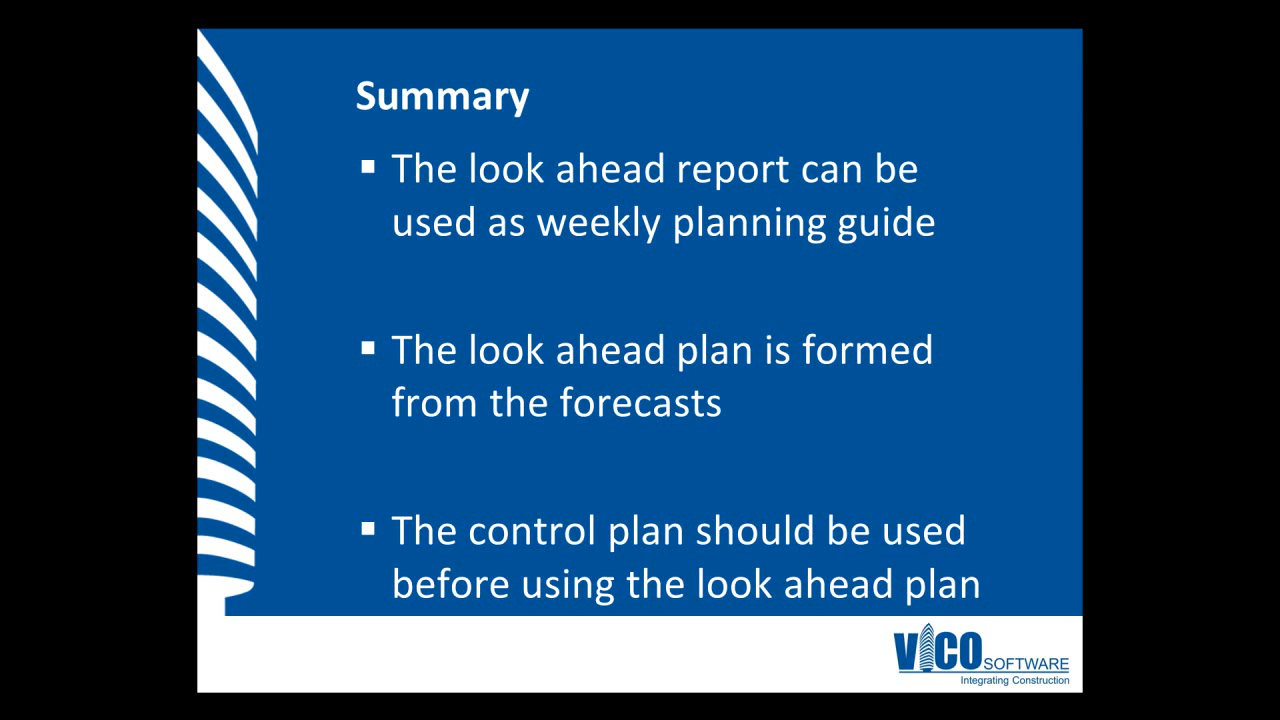 Summary
▪ The look ahead report can be
used as weekly planning guide
▪ The look ahead plan is formed
from the forecasts
▪ The control plan should be used
before using the look ahead plan
VICO SOFTWARE
Integrating Construction